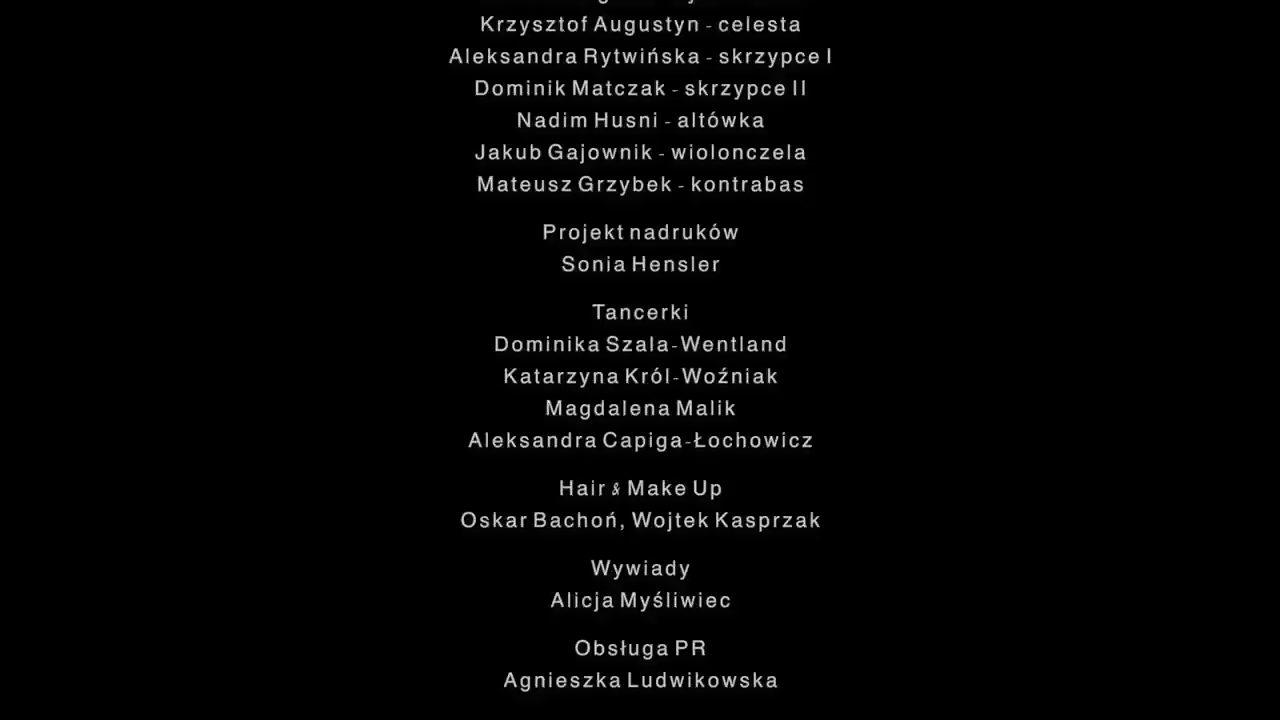 Krzysztof Augustyn - celesta
Aleksandra Rytwińska - skrzypce I
Dominik Matczak - skrzypce II
Nadim Husni - altówka
Jakub Gajownik - wiolonczela
Mateusz Grzybek - kontrabas
Projekt nadruków
Sonia Hensler
Tancerki
Dominika Szala-Wentland
Katarzyna Król-Woźniak
Magdalena Malik
Aleksandra Capiga-Łochowicz
Hair & Make Up
Oskar Bachoń, Wojtek Kasprzak
Wywiady
Alicja Myśliwiec
Obsługa PR
Agnieszka Ludwikowska